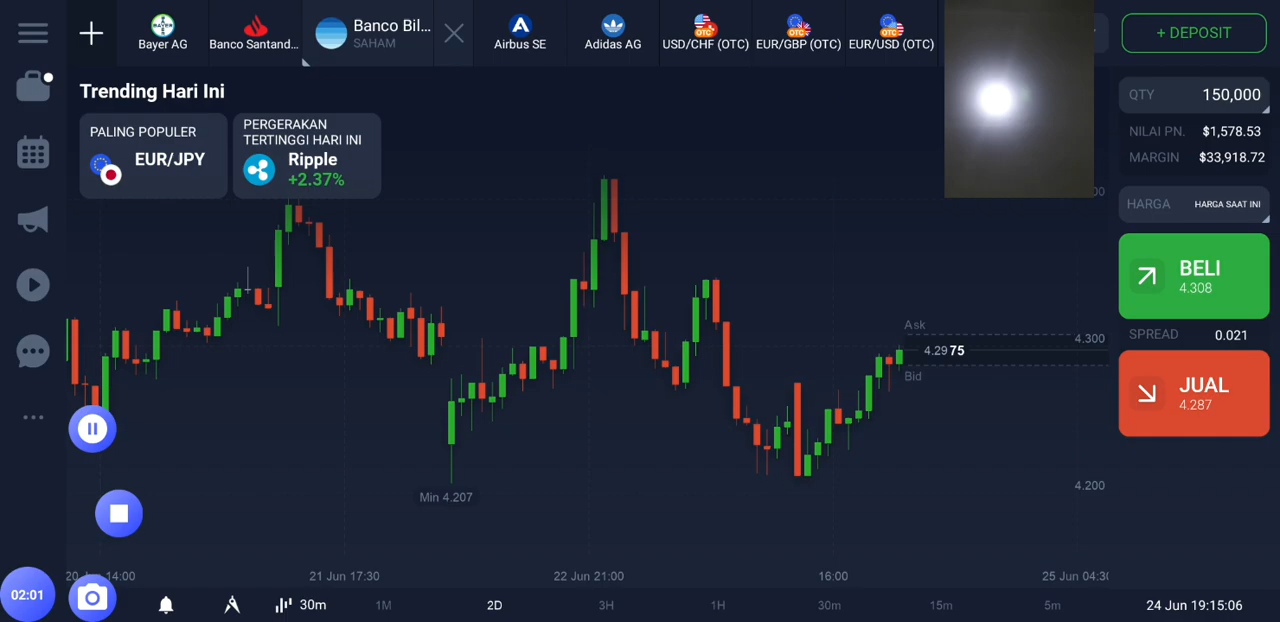 Bayer AG
Banco Santand...
Banco Bil...
SAHAM
Airbus SE
Adidas AG
OTC
USD/CHF (OTC)
OTC
EUR/GBP (OTC)
OTC
EUR/USD (OTC)
+ DEPOSIT
Trending Hari Ini
PALING POPULER
EUR/JPY
PERGERAKAN
TERTINGGI HARI INI
Ripple
+2.37%
QTY 150,000
NILAI PN. $1,578.53
MARGIN $33,918.72
HARGA HARGA SAAT INI
BELI
4.308
SPREAD 0.021
JUAL
4.287
Ask
4.300
4.2975
Bid
4.200
Min 4.207
21 Jun 17:30
22 Jun 21:00
16:00
25 Jun 04:30
02:01
30m
1M
2D
3H
1H
30m
15m
5m
24 Jun 19:15:06